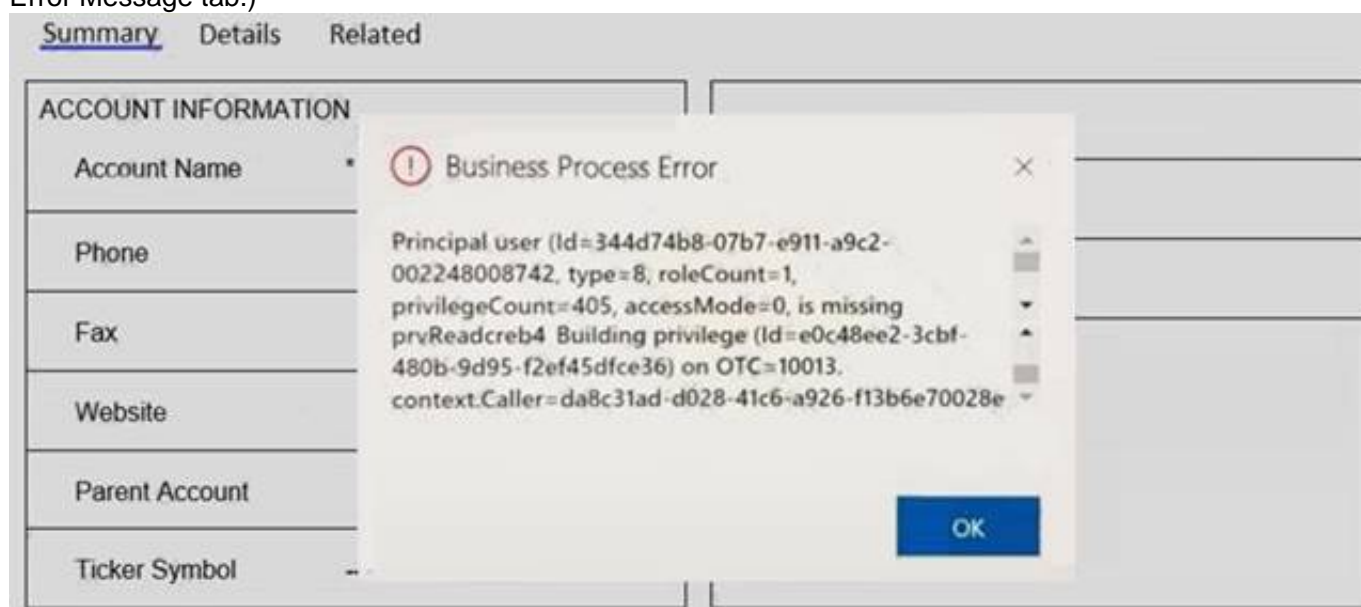 Error Message tab.)
Summary Details Related
ACCOUNT INFORMATION
Account Name *
Phone
Fax
Website
Parent Account
Ticker Symbol --
Business Process Error
Principal user (Id=344d74b8-07b7-e911-a9c2-
002248008742, type=8, roleCount=1,
privilegeCount=405, accessMode=0, is missing
prvReadcreb4 Building privilege (Id=e0c48ee2-3cbf-
480b-9d95-f2ef45dfce36) on OTC=10013.
context.Caller=da8c31ad-d028-41c6-a926-f13b6e70028e
OK